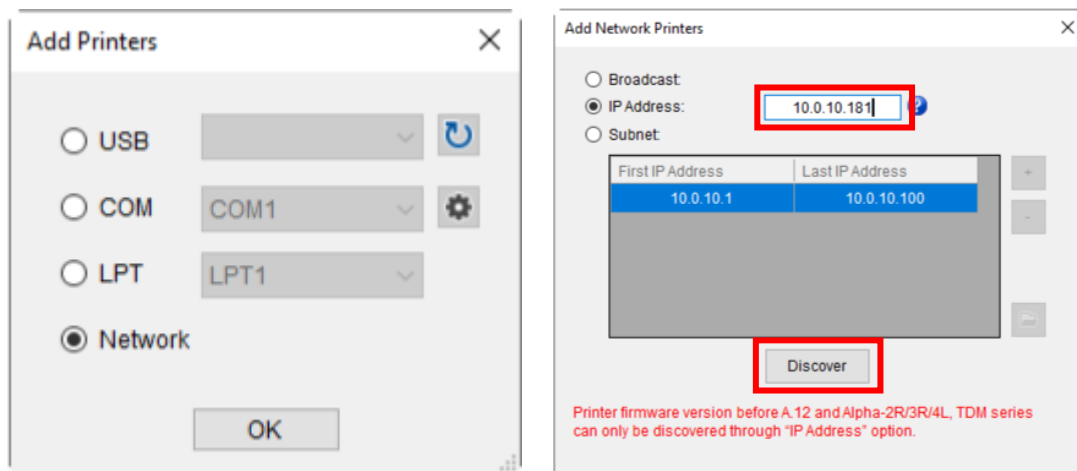 Add Printers
USB
COM
COM1
LPT
LPT1
Network
OK
Add Network Printers
Broadcast:
IP Address:
10.0.10.181
?
Subnet:
First IP Address
Last IP Address
10.0.10.1
10.0.10.100
+
-
Discover
Printer firmware version before A.12 and Alpha-2R/3R/4L, TDM series
can only be discovered through “IP Address” option.